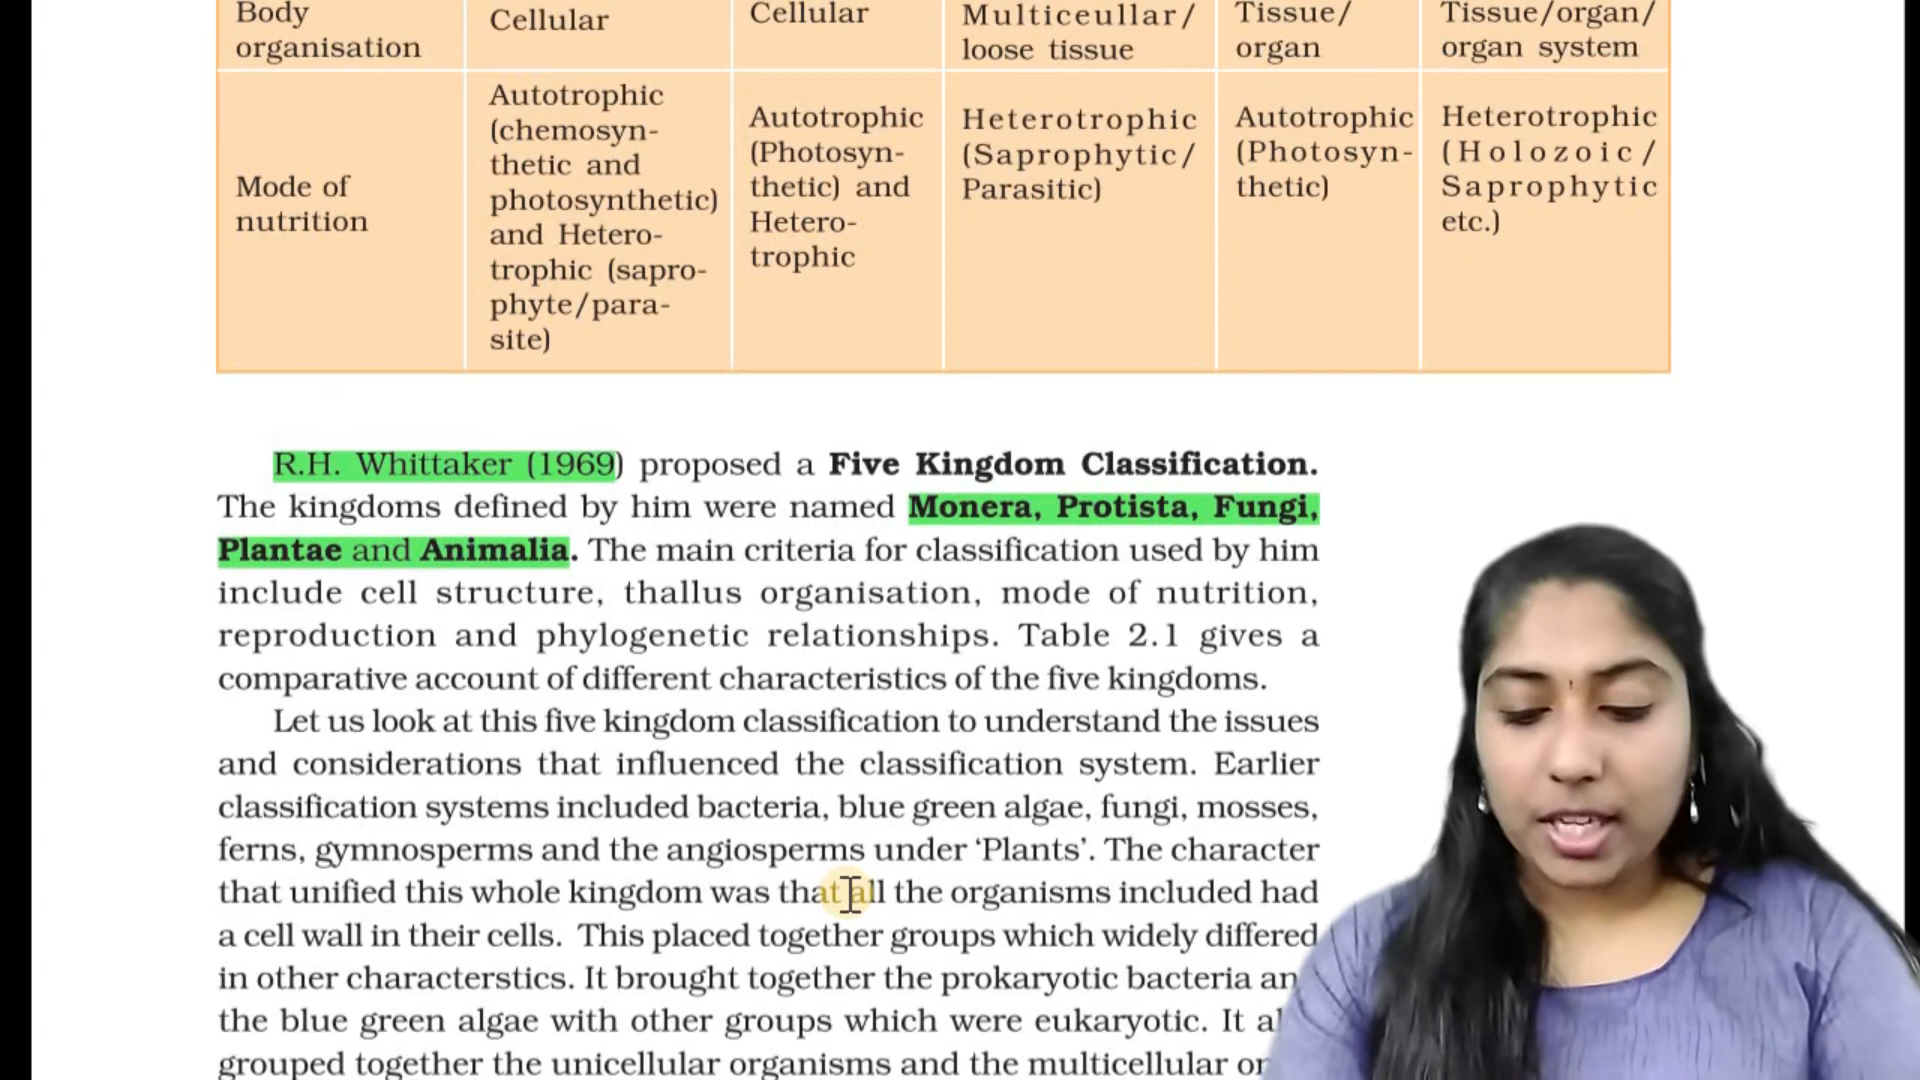 Body
organisation
Cellular
Cellular
Multiceullar/
loose tissue
Tissue/
organ
Tissue/organ/
organ system
Mode of
nutrition
Autotrophic
(chemosyn-
thetic and
photosynthetic)
and Hetero-
trophic (sapro-
phyte/para-
site)
Autotrophic
(Photosyn-
thetic) and
Hetero-
trophic
Heterotrophic
(Saprophytic/
Parasitic)
Autotrophic
(Photosyn-
thetic)
Heterotrophic
(Holozoic/
Saprophytic
etc.)
R.H. Whittaker (1969) proposed a Five Kingdom Classification.
The kingdoms defined by him were named Monera, Protista, Fungi,
Plantae and Animalia. The main criteria for classification used by him
include cell structure, thallus organisation, mode of nutrition,
reproduction and phylogenetic relationships. Table 2.1 gives a
comparative account of different characteristics of the five kingdoms.
Let us look at this five kingdom classification to understand the issues
and considerations that influenced the classification system. Earlier
classification systems included bacteria, blue green algae, fungi, mosses,
ferns, gymnosperms and the angiosperms under ‘Plants’. The character
that unified this whole kingdom was that all the organisms included had
a cell wall in their cells. This placed together groups which widely differed
in other characterstics. It brought together the prokaryotic bacteria an
the blue green algae with other groups which were eukaryotic. It
grouped together the unicellular organisms and the multicellular